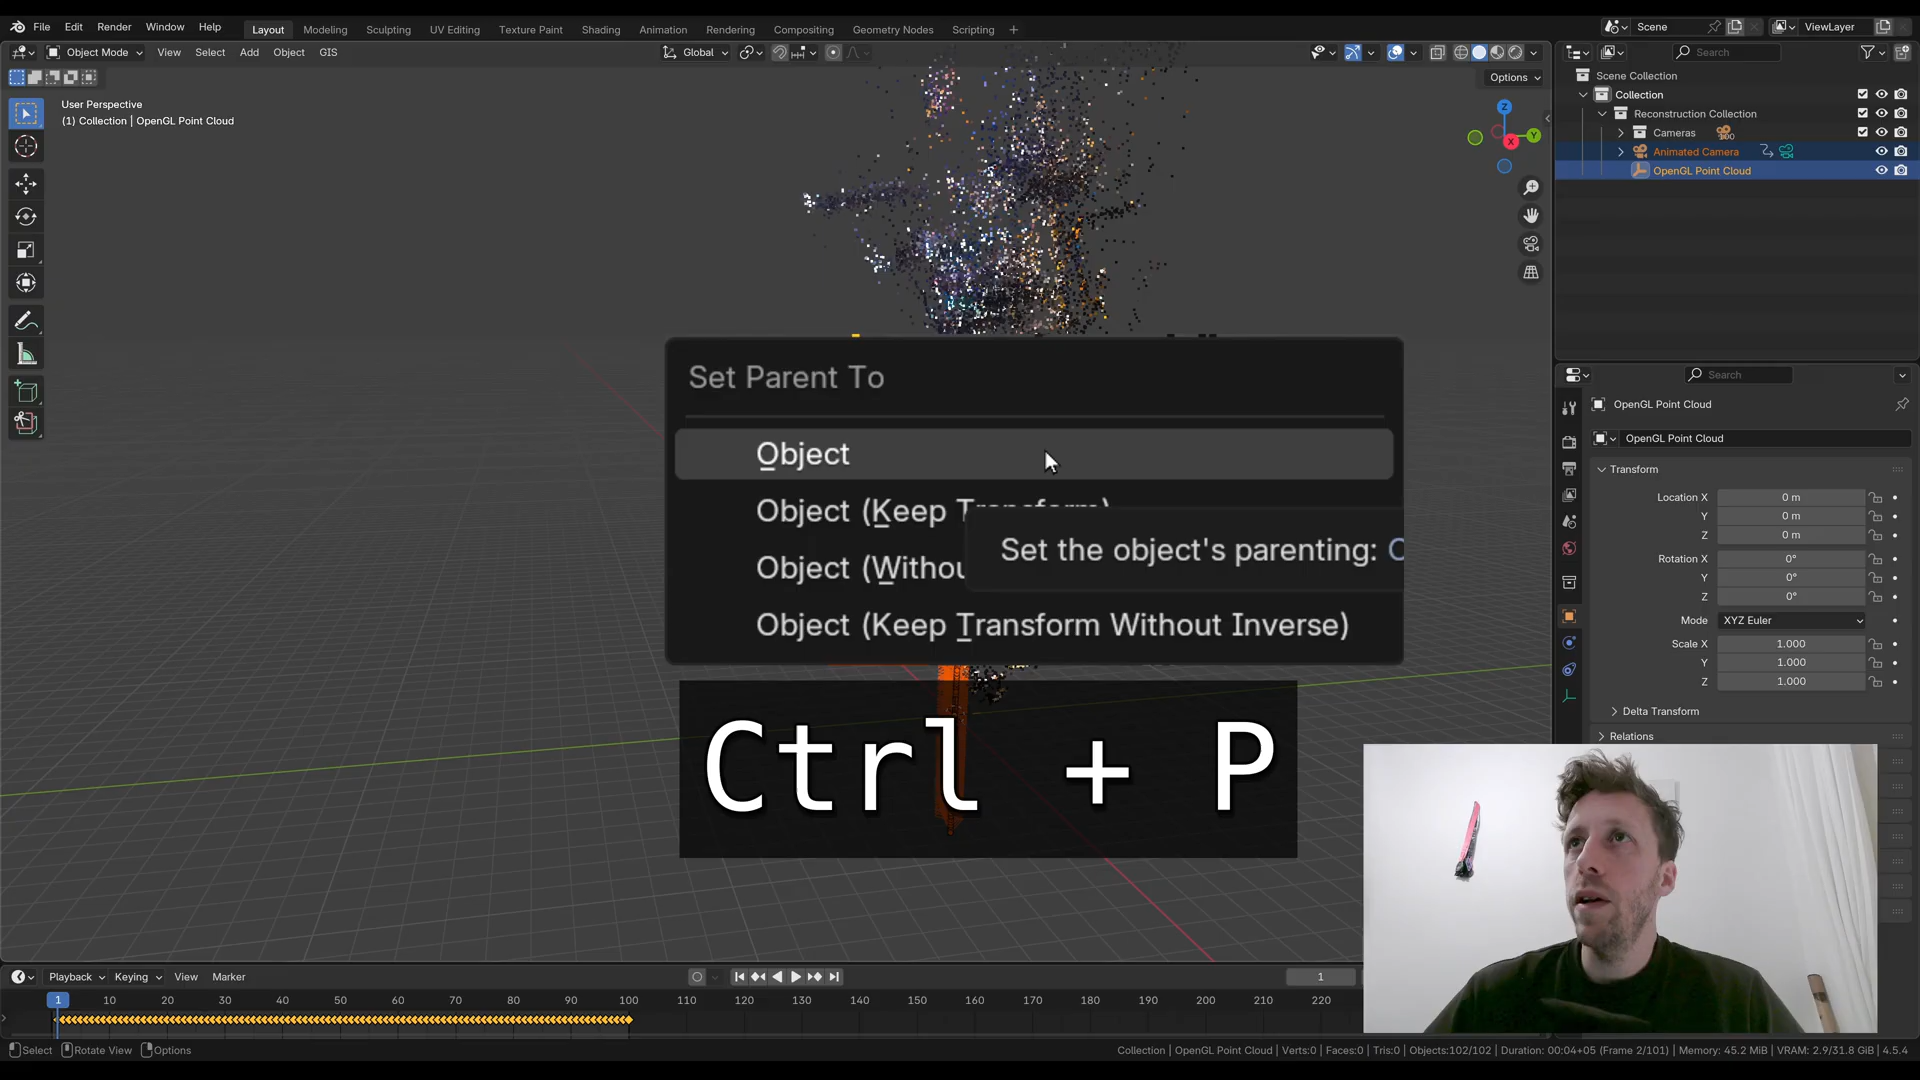 File Edit Render Window Help Layout Modeling Sculpting UV Editing Texture Paint Shading Animation Rendering Compositing Geometry Nodes Scripting + Scene ViewLayer
Object Mode View Select Add Object GIS Global Search
Options
User Perspective
(1) Collection | OpenGL Point Cloud
Z
Y
X
Scene Collection
Collection
Reconstruction Collection
Cameras 100
Animated Camera
OpenGL Point Cloud
Set Parent To
Object
Object (Keep Transform)
Set the object's parenting:
Object (Withou
Object (Keep Transform Without Inverse)
Ctrl + P
Search
OpenGL Point Cloud
OpenGL Point Cloud
Transform
Location X 0 m
Y 0 m
Z 0 m
Rotation X 0°
Y 0°
Z 0°
Mode XYZ Euler
Scale X 1.000
Y 1.000
Z 1.000
Delta Transform
Relations
Playback Keying View Marker 1
1 10 20 30 40 50 60 70 80 90 100 110 120 130 140 150 160 170 180 190 200 210 220
Select Rotate View Options Collection | OpenGL Point Cloud | Verts:0 | Faces:0 | Tris:0 | Objects:102/102 | Duration: 00:04+05 (Frame 2/101) | Memory: 45.2 MiB | VRAM: 2.9/31.8 GiB | 4.5.4